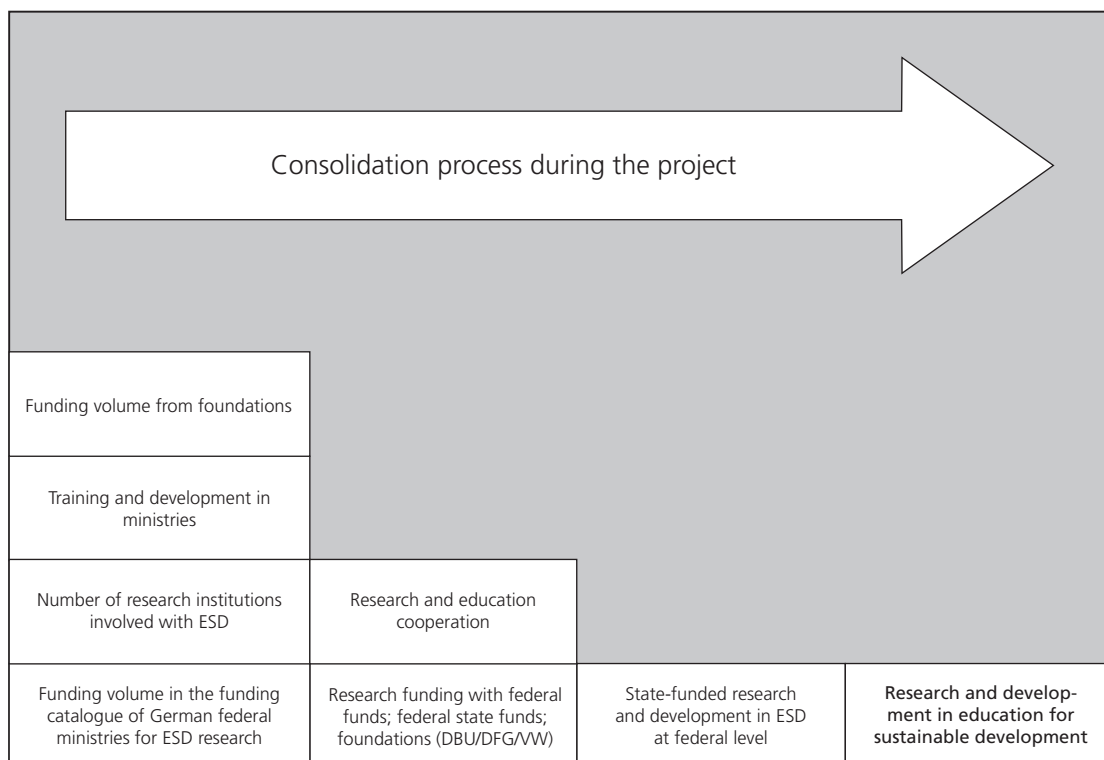 Consolidation process during the project
Funding volume from foundations
Training and development in
ministries
Number of research institutions
involved with ESD
Research and education
cooperation
Funding volume in the funding
catalogue of German federal
ministries for ESD research
Research funding with federal
funds; federal state funds;
foundations (DBU/DFG/VW)
State-funded research
and development in ESD
at federal level
Research and develop-
ment in education for
sustainable development